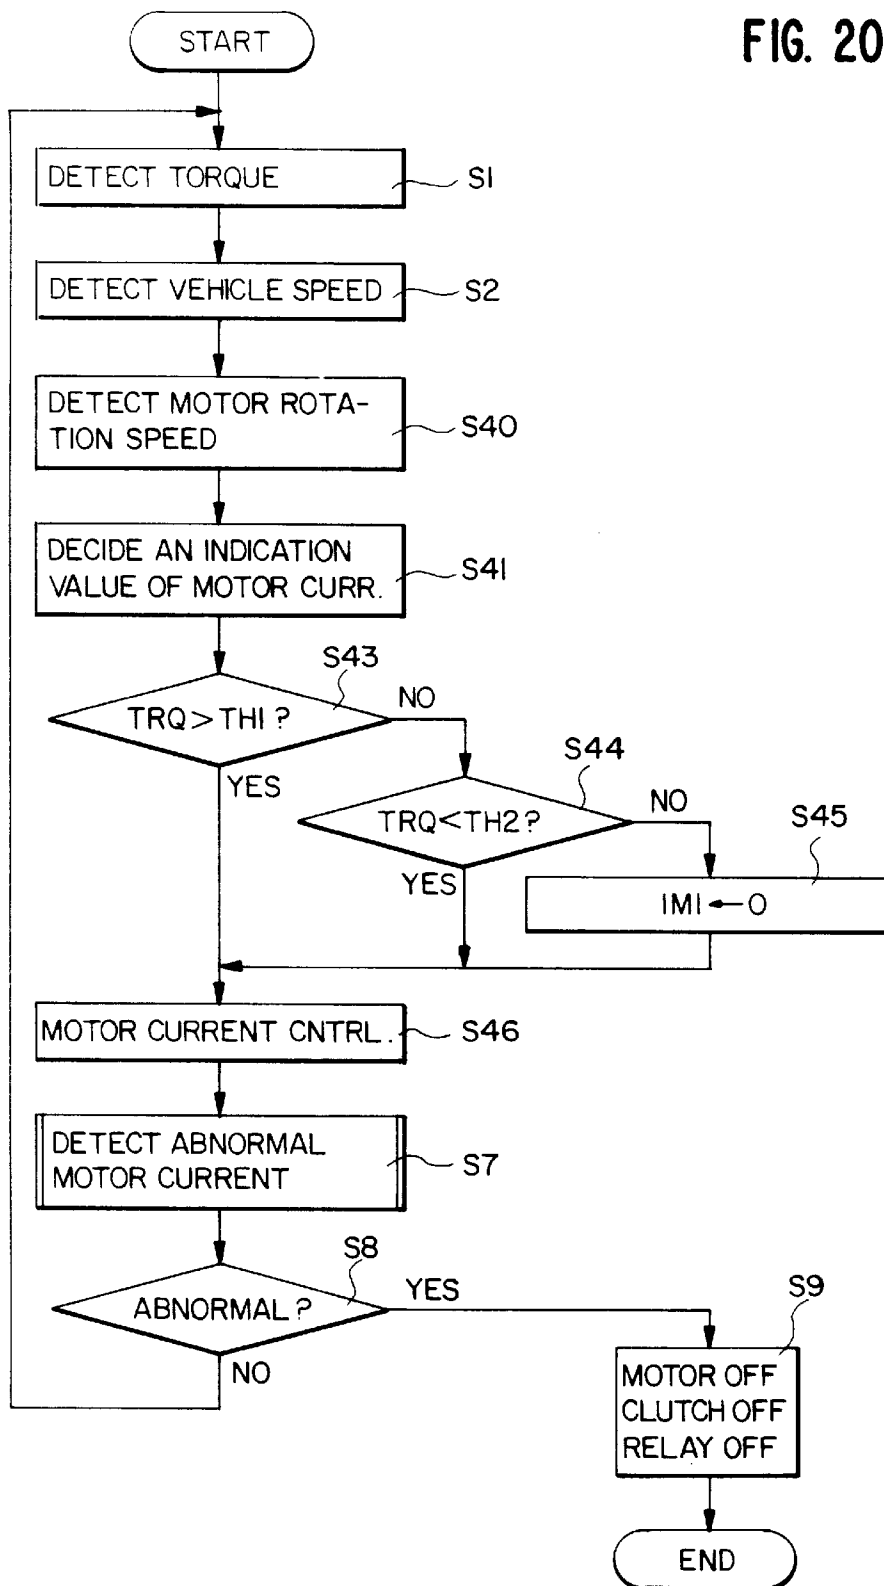 FIG. 20
START
DETECT TORQUE
S1
DETECT VEHICLE SPEED
S2
DETECT MOTOR ROTA-
TION SPEED
S40
DECIDE AN INDICATION
VALUE OF MOTOR CURR.
S41
S43
TRQ > TH1 ?
NO
YES
S44
TRQ<TH2?
NO
YES
S45
IM1 ← 0
MOTOR CURRENT CNTRL.
S46
DETECT ABNORMAL
MOTOR CURRENT
S7
S8
ABNORMAL ?
YES
NO
S9
MOTOR OFF
CLUTCH OFF
RELAY OFF
END